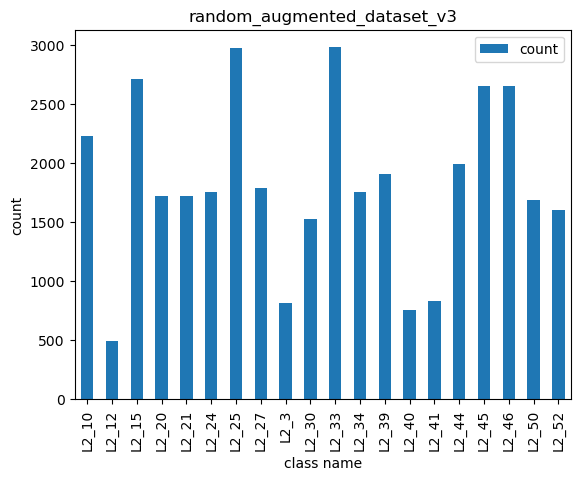 random_augmented_dataset_v3
count
3000
2500
2000
1500
1000
500
0
count
L2_10
L2_12
L2_15
L2_20
L2_21
L2_24
L2_25
L2_27
L2_3
L2_30
L2_33
L2_34
L2_39
L2_40
L2_41
L2_44
L2_45
L2_46
L2_50
L2_52
class name